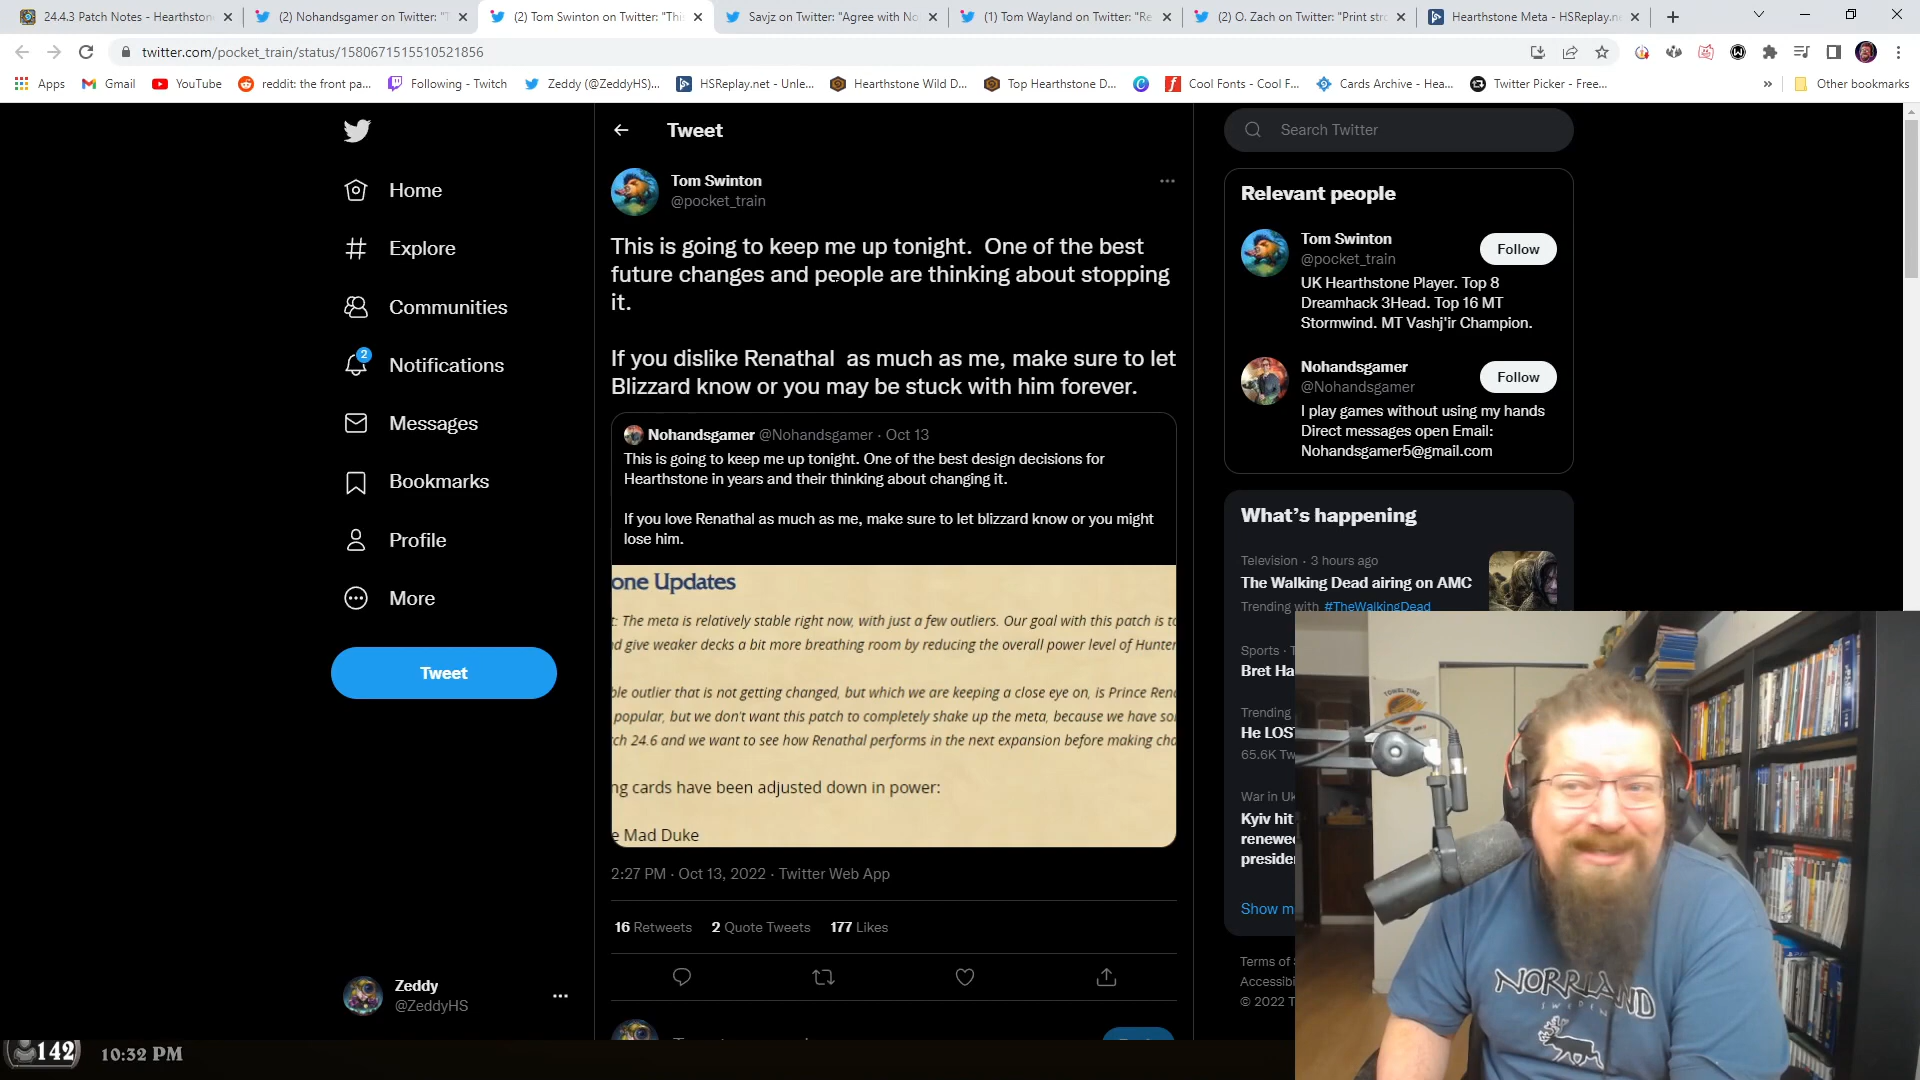 24.4.3 Patch Notes - Hearthston
(2) Nohandsgamer on Twitter: "T
(2) Tom Swinton on Twitter: "Thi
Savjz on Twitter: "Agree with No
(1) Tom Wayland on Twitter: "Re
(2) O. Zach on Twitter: "Print stro
Hearthstone Meta - HSReplay.ne
twitter.com/pocket_train/status/1580671515510521856
Apps
Gmail
YouTube
reddit: the front pa...
Following - Twitch
Zeddy (@ZeddyHS)...
HSReplay.net - Unle...
Hearthstone Wild D...
Top Hearthstone D...
Cool Fonts - Cool F...
Cards Archive - Hea...
Twitter Picker - Free...
»
Other bookmarks
Home
Explore
Communities
2
Notifications
Messages
Bookmarks
Profile
More
Tweet
Zeddy
@ZeddyHS
Tweet
Tom Swinton
@pocket_train
This is going to keep me up tonight. One of the best
future changes and people are thinking about stopping
it.
If you dislike Renathal as much as me, make sure to let
Blizzard know or you may be stuck with him forever.
Nohandsgamer @Nohandsgamer · Oct 13
This is going to keep me up tonight. One of the best design decisions for
Hearthstone in years and their thinking about changing it.
If you love Renathal as much as me, make sure to let blizzard know or you might
lose him.
one Updates
t: The meta is relatively stable right now, with just a few outliers. Our goal with this patch is to
nd give weaker decks a bit more breathing room by reducing the overall power level of Hunter
ble outlier that is not getting changed, but which we are keeping a close eye on, is Prince Ren
popular, but we don't want this patch to completely shake up the meta, because we have so
ch 24.6 and we want to see how Renathal performs in the next expansion before making cha
ng cards have been adjusted down in power:
e Mad Duke
2:27 PM · Oct 13, 2022 · Twitter Web App
16 Retweets 2 Quote Tweets 177 Likes
Search Twitter
Relevant people
Tom Swinton
@pocket_train
Follow
UK Hearthstone Player. Top 8
Dreamhack 3Head. Top 16 MT
Stormwind. MT Vashj'ir Champion.
Nohandsgamer
@Nohandsgamer
Follow
I play games without using my hands
Direct messages open Email:
Nohandsgamer5@gmail.com
What's happening
Television · 3 hours ago
The Walking Dead airing on AMC
Trending with #TheWalkingDead
Sports · T
Bret Ha
Trending
He LOST
65.6K Tw
War in Uk
Kyiv hit
renewed
preside
Show m
Terms of S
Accessibi
© 2022 T
NORRLAND
SWEDEN
142
10:32 PM